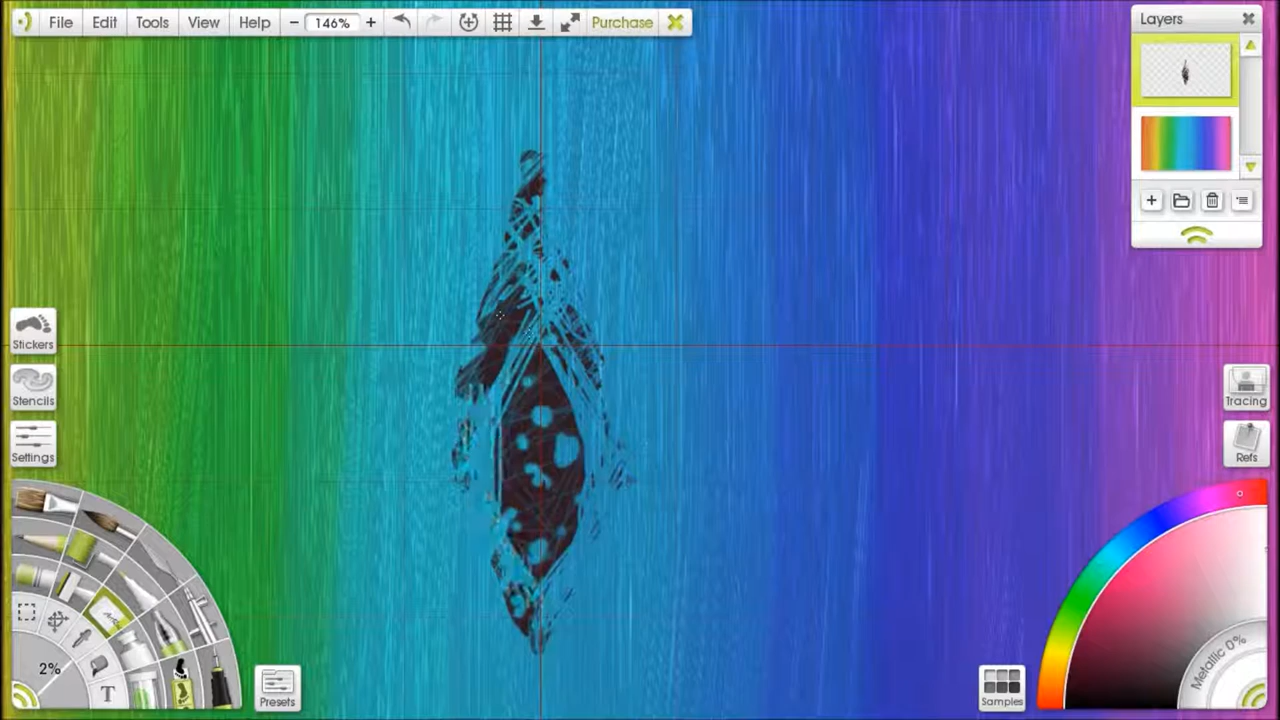 File Edit Tools View Help − 146% + Purchase
Layers
Stickers
Stencils
Settings
Tracing
Refs
2%
T
Presets
Samples
Metallic 0%